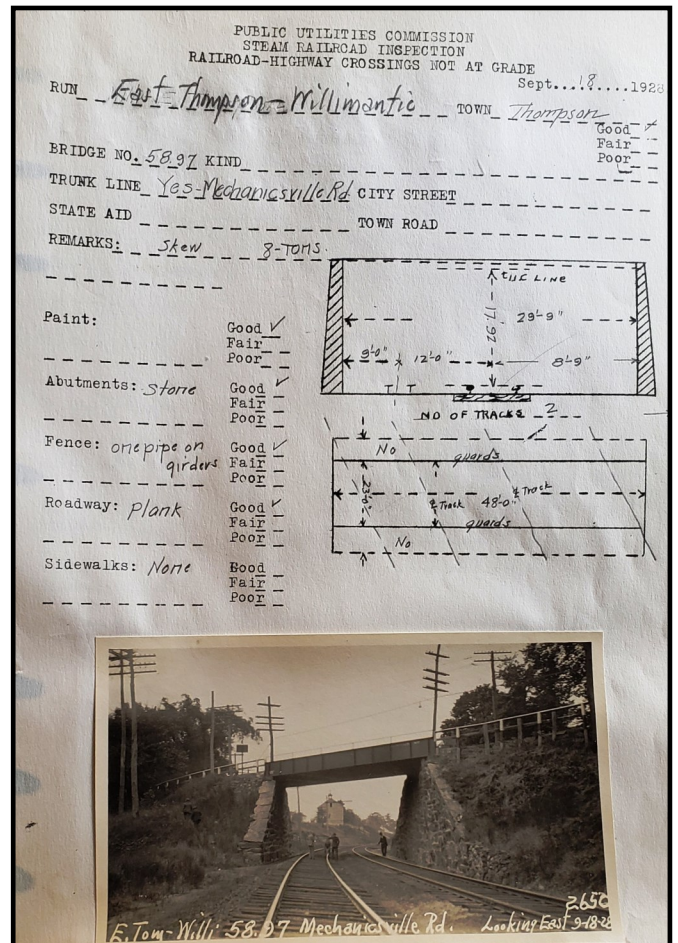 PUBLIC UTILITIES COMMISSION
STEAM RAILROAD INSPECTION
RAILROAD-HIGHWAY CROSSINGS NOT AT GRADE
Sept....18....1928
RUN East Thompson - Willimantic TOWN Thompson
Good ✓
Fair
Poor
BRIDGE NO. 58.97 KIND
TRUNK LINE Yes-Mechanicsville Rd CITY STREET
STATE AID TOWN ROAD
REMARKS: Skew 8-TONS.
Paint:
Good ✓
Fair
Poor
Abutments: Stone Good ✓
Fair
Poor
Fence: one pipe on girders Good ✓
Fair
Poor
Roadway: Plank Good ✓
Fair
Poor
Sidewalks: None Good
Fair
Poor
LINE
17.92
29'-9"
9'-0" 12'-0" 8'-9"
T T
NO OF TRACKS 2
No guards
23'-0"
℄ Track 48'-0" ℄ Track
guards
No
2650
E. Tom-Willi: 58.97 Mechanicsville Rd. Looking East 9-18-28